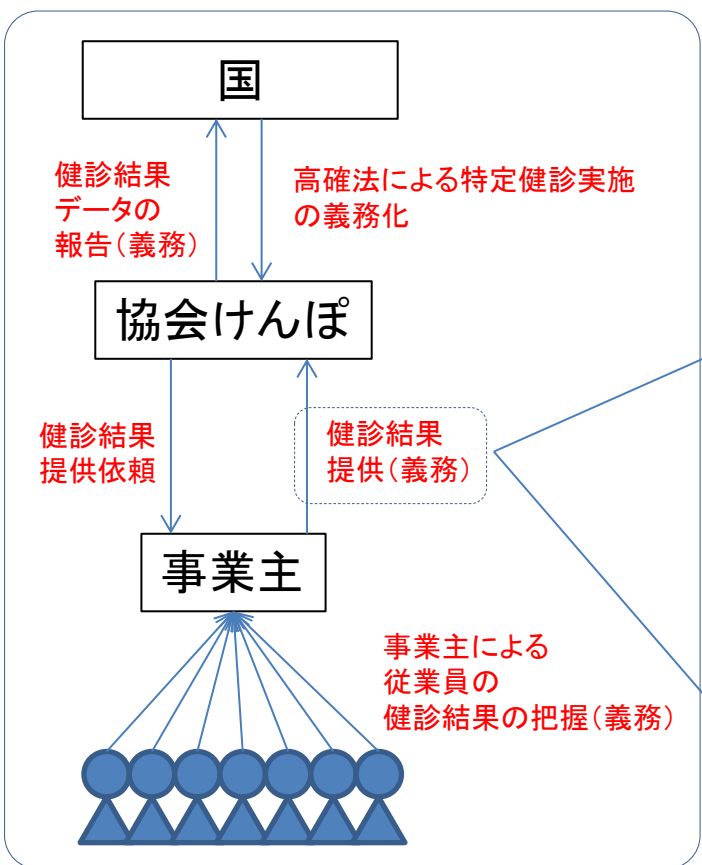 国
健診結果
データの
報告（義務）
高確法による特定健診実施
の義務化
協会けんぽ
健診結果
提供依頼
健診結果
提供（義務）
事業主
事業主による
従業員の
健診結果の把握（義務）